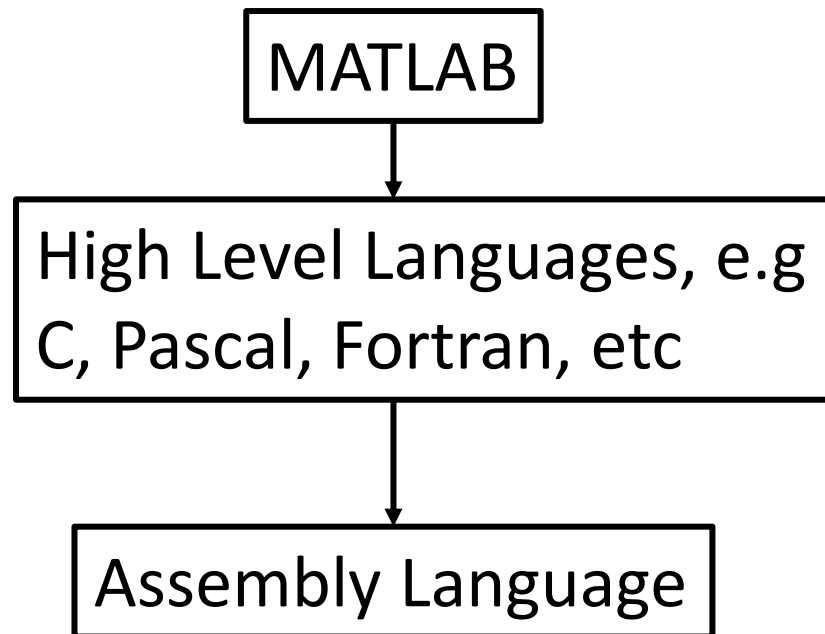 MATLAB
High Level Languages, e.g
C, Pascal, Fortran, etc
Assembly Language